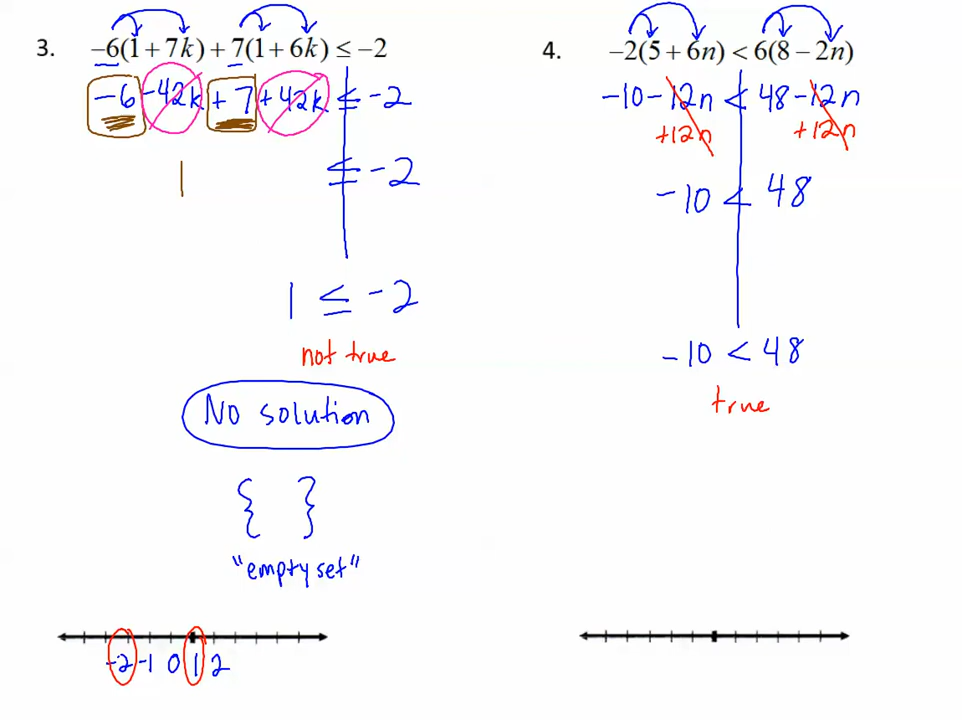 3. −6(1 + 7k) + 7(1 + 6k) ≤ −2
-6 -42k +7 +42k ≤ -2
1 ≤ -2
1 ≤ -2
not true
No solution
{ }
"empty set"
-2 -1 0 1 2
4. −2(5 + 6n) < 6(8 − 2n)
-10 -12n < 48 -12n
+12n +12n
-10 < 48
-10 < 48
true